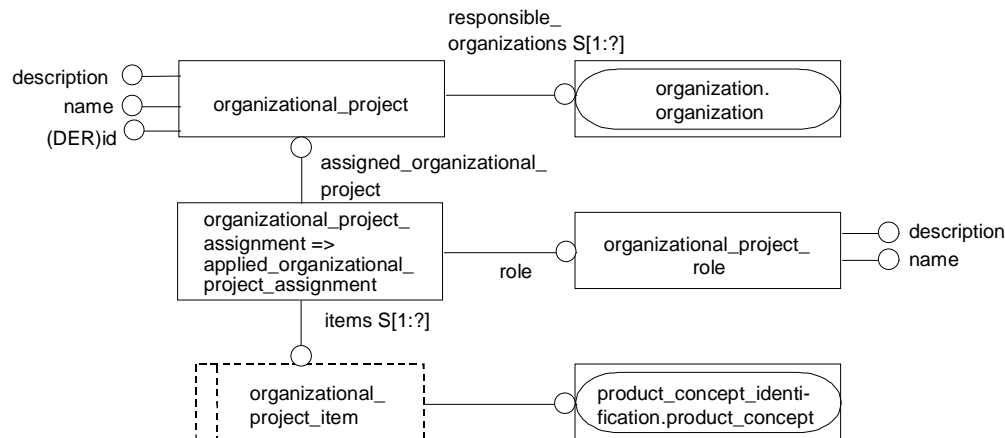 responsible_
organizations S[1:?]
description
name
(DER)id
organizational_project
organization.
organization
assigned_organizational_
project
organizational_project_
assignment =>
applied_organizational_
project_assignment
role
organizational_project_
role
description
name
items S[1:?]
organizational_
project_item
product_concept_identi-
fication.product_concept